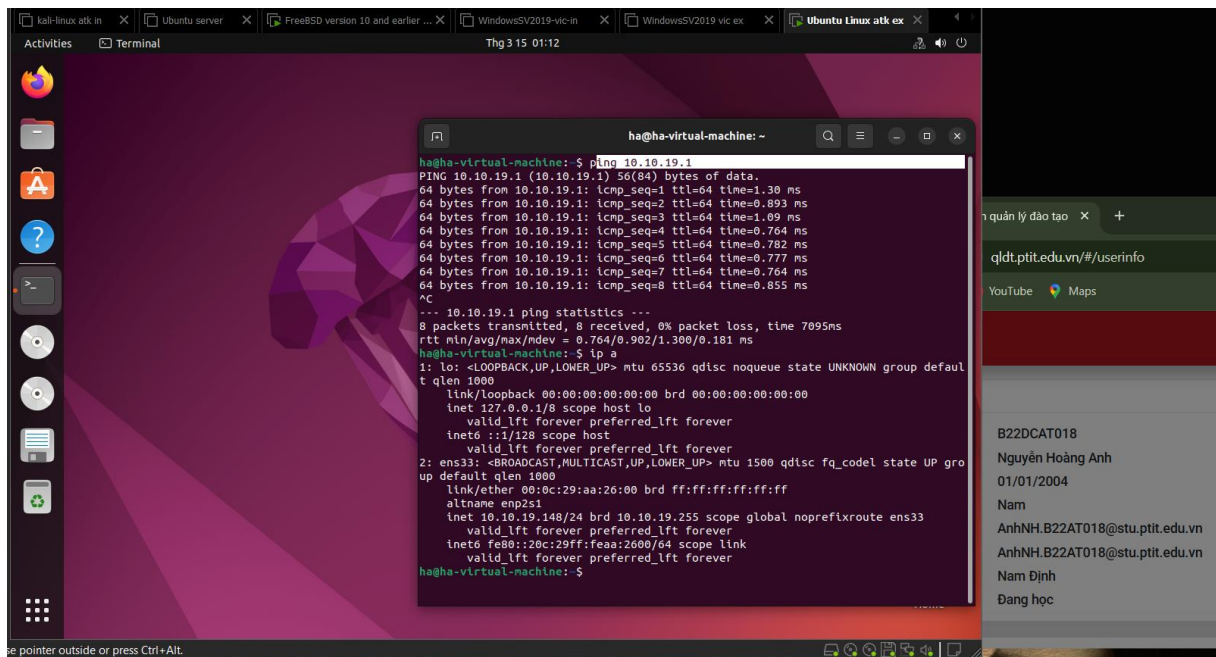 kali-linux atk in
Ubuntu server
FreeBSD version 10 and earlier ...
WindowsSV2019-vic-in
WindowsSV2019 vic ex
Ubuntu Linux atk ex
Activities
Terminal
Thg 3 15 01:12
ha@ha-virtual-machine: ~
ha@ha-virtual-machine:~$ ping 10.10.19.1
PING 10.10.19.1 (10.10.19.1) 56(84) bytes of data.
64 bytes from 10.10.19.1: icmp_seq=1 ttl=64 time=1.30 ms
64 bytes from 10.10.19.1: icmp_seq=2 ttl=64 time=0.893 ms
64 bytes from 10.10.19.1: icmp_seq=3 ttl=64 time=1.09 ms
64 bytes from 10.10.19.1: icmp_seq=4 ttl=64 time=0.764 ms
64 bytes from 10.10.19.1: icmp_seq=5 ttl=64 time=0.782 ms
64 bytes from 10.10.19.1: icmp_seq=6 ttl=64 time=0.777 ms
64 bytes from 10.10.19.1: icmp_seq=7 ttl=64 time=0.764 ms
64 bytes from 10.10.19.1: icmp_seq=8 ttl=64 time=0.855 ms
^C
--- 10.10.19.1 ping statistics ---
8 packets transmitted, 8 received, 0% packet loss, time 7095ms
rtt min/avg/max/mdev = 0.764/0.902/1.300/0.181 ms
ha@ha-virtual-machine:~$ ip a
1: lo: <LOOPBACK,UP,LOWER_UP> mtu 65536 qdisc noqueue state UNKNOWN group defaul
t qlen 1000
link/loopback 00:00:00:00:00:00 brd 00:00:00:00:00:00
inet 127.0.0.1/8 scope host lo
valid_lft forever preferred_lft forever
inet6 ::1/128 scope host
valid_lft forever preferred_lft forever
2: ens33: <BROADCAST,MULTICAST,UP,LOWER_UP> mtu 1500 qdisc fq_codel state UP gro
up default qlen 1000
link/ether 00:0c:29:aa:26:00 brd ff:ff:ff:ff:ff:ff
altname enp2s1
inet 10.10.19.148/24 brd 10.10.19.255 scope global noprefixroute ens33
valid_lft forever preferred_lft forever
inet6 fe80::20c:29ff:feaa:2600/64 scope link
valid_lft forever preferred_lft forever
ha@ha-virtual-machine:~$
se pointer outside or press Ctrl+Alt.
n quản lý đào tạo
qldt.ptit.edu.vn/#/userinfo
YouTube
Maps
B22DCAT018
Nguyễn Hoàng Anh
01/01/2004
Nam
AnhNH.B22AT018@stu.ptit.edu.vn
AnhNH.B22AT018@stu.ptit.edu.vn
Nam Định
Đang học